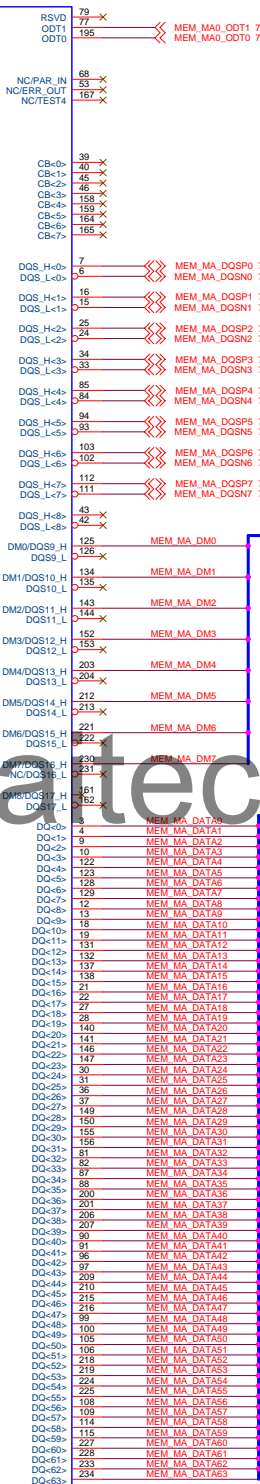 RSVD 79
ODT1 77 MEM_MA0_ODT1 7
ODT0 195 MEM_MA0_ODT0 7
NC/PAR_IN 68
NC/ERR_OUT 53
NC/TEST4 167
CB<0> 39
CB<1> 40
CB<2> 45
CB<3> 46
CB<4> 158
CB<5> 159
CB<6> 164
CB<7> 165
DQS_H<0> 7 MEM_MA_DQSP0
DQS_L<0> 6 MEM_MA_DQSN0
DQS_H<1> 16 MEM_MA_DQSP1
DQS_L<1> 15 MEM_MA_DQSN1
DQS_H<2> 25 MEM_MA_DQSP2
DQS_L<2> 24 MEM_MA_DQSN2
DQS_H<3> 34 MEM_MA_DQSP3
DQS_L<3> 33 MEM_MA_DQSN3
DQS_H<4> 85 MEM_MA_DQSP4
DQS_L<4> 84 MEM_MA_DQSN4
DQS_H<5> 94 MEM_MA_DQSP5
DQS_L<5> 93 MEM_MA_DQSN5
DQS_H<6> 103 MEM_MA_DQSP6
DQS_L<6> 102 MEM_MA_DQSN6
DQS_H<7> 112 MEM_MA_DQSP7
DQS_L<7> 111 MEM_MA_DQSN7
DQS_H<8> 43
DQS_L<8> 42
DM0/DQS9_H 125 MEM_MA_DM0
DQS9_L 126
DM1/DQS10_H 134 MEM_MA_DM1
DQS10_L 135
DM2/DQS11_H 143 MEM_MA_DM2
DQS11_L 144
DM3/DQS12_H 152 MEM_MA_DM3
DQS12_L 153
DM4/DQS13_H 203 MEM_MA_DM4
DQS13_L 204
DM5/DQS14_H 212 MEM_MA_DM5
DQS14_L 213
DM6/DQS15_H 221 MEM_MA_DM6
DQS15_L 222
DM7/DQS16_H 230 MEM_MA_DM7
NC/DQS16_L 231
DM8/DQS17_H 161
DQS17_L 162
DQ<0> 3 MEM_MA_DATA0
DQ<1> 4 MEM_MA_DATA1
DQ<2> 9 MEM_MA_DATA2
DQ<3> 10 MEM_MA_DATA3
DQ<4> 122 MEM_MA_DATA4
DQ<5> 123 MEM_MA_DATA5
DQ<6> 128 MEM_MA_DATA6
DQ<7> 129 MEM_MA_DATA7
DQ<8> 12 MEM_MA_DATA8
DQ<9> 13 MEM_MA_DATA9
DQ<10> 18 MEM_MA_DATA10
DQ<11> 19 MEM_MA_DATA11
DQ<12> 131 MEM_MA_DATA12
DQ<13> 132 MEM_MA_DATA13
DQ<14> 137 MEM_MA_DATA14
DQ<15> 138 MEM_MA_DATA15
DQ<16> 21 MEM_MA_DATA16
DQ<17> 22 MEM_MA_DATA17
DQ<18> 27 MEM_MA_DATA18
DQ<19> 28 MEM_MA_DATA19
DQ<20> 140 MEM_MA_DATA20
DQ<21> 141 MEM_MA_DATA21
DQ<22> 146 MEM_MA_DATA22
DQ<23> 147 MEM_MA_DATA23
DQ<24> 30 MEM_MA_DATA24
DQ<25> 31 MEM_MA_DATA25
DQ<26> 36 MEM_MA_DATA26
DQ<27> 37 MEM_MA_DATA27
DQ<28> 149 MEM_MA_DATA28
DQ<29> 150 MEM_MA_DATA29
DQ<30> 155 MEM_MA_DATA30
DQ<31> 156 MEM_MA_DATA31
DQ<32> 81 MEM_MA_DATA32
DQ<33> 82 MEM_MA_DATA33
DQ<34> 87 MEM_MA_DATA34
DQ<35> 88 MEM_MA_DATA35
DQ<36> 200 MEM_MA_DATA36
DQ<37> 201 MEM_MA_DATA37
DQ<38> 206 MEM_MA_DATA38
DQ<39> 207 MEM_MA_DATA39
DQ<40> 90 MEM_MA_DATA40
DQ<41> 91 MEM_MA_DATA41
DQ<42> 96 MEM_MA_DATA42
DQ<43> 97 MEM_MA_DATA43
DQ<44> 209 MEM_MA_DATA44
DQ<45> 210 MEM_MA_DATA45
DQ<46> 215 MEM_MA_DATA46
DQ<47> 216 MEM_MA_DATA47
DQ<48> 99 MEM_MA_DATA48
DQ<49> 100 MEM_MA_DATA49
DQ<50> 105 MEM_MA_DATA50
DQ<51> 106 MEM_MA_DATA51
DQ<52> 218 MEM_MA_DATA52
DQ<53> 219 MEM_MA_DATA53
DQ<54> 224 MEM_MA_DATA54
DQ<55> 225 MEM_MA_DATA55
DQ<56> 108 MEM_MA_DATA56
DQ<57> 109 MEM_MA_DATA57
DQ<58> 114 MEM_MA_DATA58
DQ<59> 115 MEM_MA_DATA59
DQ<60> 227 MEM_MA_DATA60
DQ<61> 228 MEM_MA_DATA61
DQ<62> 233 MEM_MA_DATA62
DQ<63> 234 MEM_MA_DATA63